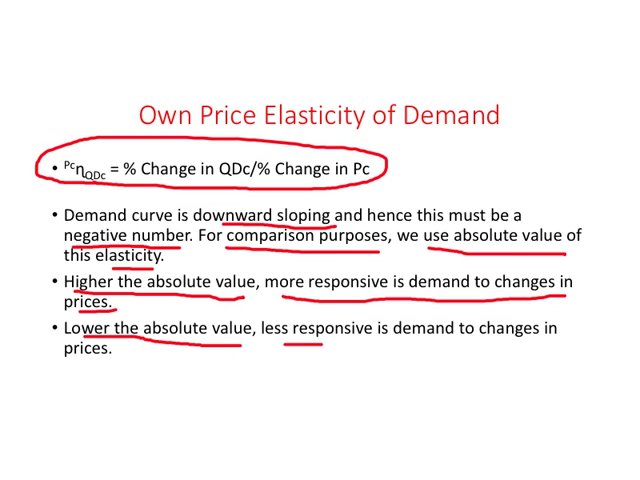 Own Price Elasticity of Demand
• ᴾᶜηQDc = % Change in QDc/% Change in Pc
• Demand curve is downward sloping and hence this must be a
negative number. For comparison purposes, we use absolute value of
this elasticity.
• Higher the absolute value, more responsive is demand to changes in
prices.
• Lower the absolute value, less responsive is demand to changes in
prices.